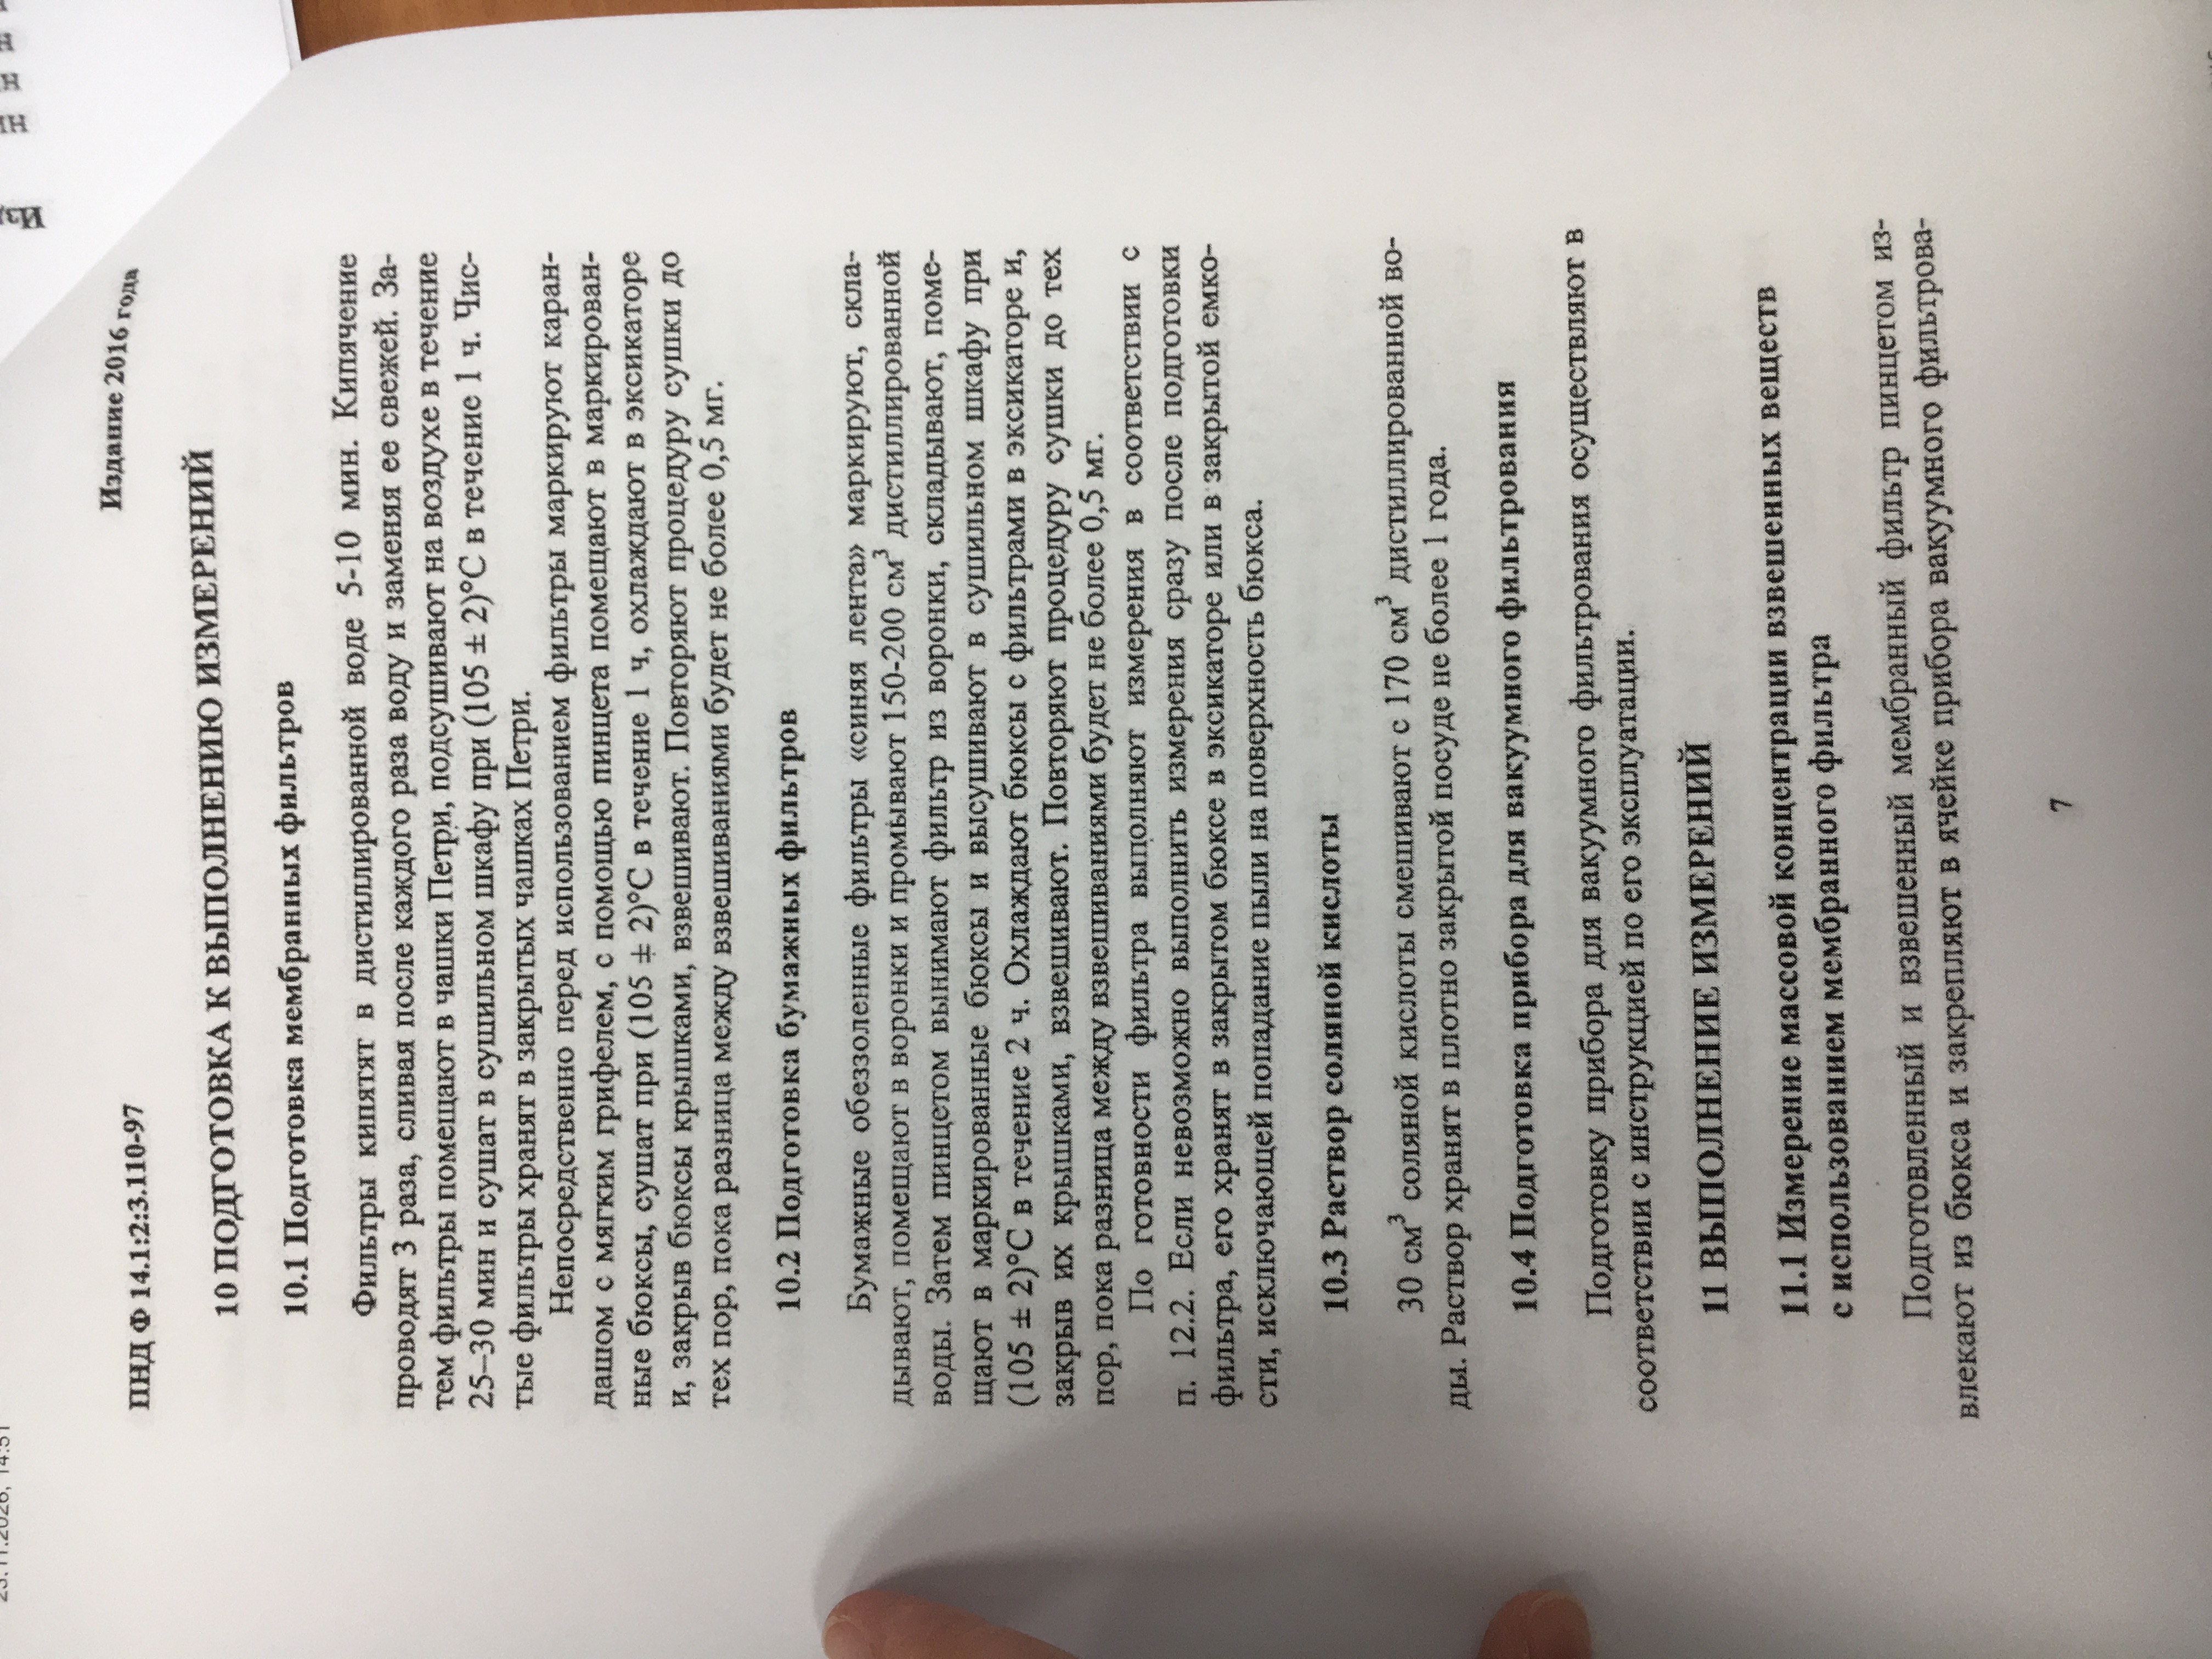 23.11.2026, 14:51
ПНД Ф 14.1:2:3.110-97
Издание 2016 года
10 ПОДГОТОВКА К ВЫПОЛНЕНИЮ ИЗМЕРЕНИЙ
10.1 Подготовка мембранных фильтров
Фильтры кипятят в дистиллированной воде 5-10 мин. Кипячение
проводят 3 раза, сливая после каждого раза воду и заменяя ее свежей. За-
тем фильтры помещают в чашки Петри, подсушивают на воздухе в течение
25–30 мин и сушат в сушильном шкафу при (105 ± 2)°С в течение 1 ч. Чис-
тые фильтры хранят в закрытых чашках Петри.
Непосредственно перед использованием фильтры маркируют каран-
дашом с мягким грифелем, с помощью пинцета помещают в маркирован-
ные бюксы, сушат при (105 ± 2)°С в течение 1 ч, охлаждают в эксикаторе
и, закрыв бюксы крышками, взвешивают. Повторяют процедуру сушки до
тех пор, пока разница между взвешиваниями будет не более 0,5 мг.
10.2 Подготовка бумажных фильтров
Бумажные обеззоленные фильтры «синяя лента» маркируют, скла-
дывают, помещают в воронки и промывают 150-200 см³ дистиллированной
воды. Затем пинцетом вынимают фильтр из воронки, складывают, поме-
щают в маркированные бюксы и высушивают в сушильном шкафу при
(105 ± 2)°С в течение 2 ч. Охлаждают бюксы с фильтрами в эксикаторе и,
закрыв их крышками, взвешивают. Повторяют процедуру сушки до тех
пор, пока разница между взвешиваниями будет не более 0,5 мг.
По готовности фильтра выполняют измерения в соответствии с
п. 12.2. Если невозможно выполнить измерения сразу после подготовки
фильтра, его хранят в закрытом бюксе в эксикаторе или в закрытой емко-
сти, исключающей попадание пыли на поверхность бюкса.
10.3 Раствор соляной кислоты
30 см³ соляной кислоты смешивают с 170 см³ дистиллированной во-
ды. Раствор хранят в плотно закрытой посуде не более 1 года.
10.4 Подготовка прибора для вакуумного фильтрования
Подготовку прибора для вакуумного фильтрования осуществляют в
соответствии с инструкцией по его эксплуатации.
11 ВЫПОЛНЕНИЕ ИЗМЕРЕНИЙ
11.1 Измерение массовой концентрации взвешенных веществ
с использованием мембранного фильтра
Подготовленный и взвешенный мембранный фильтр пинцетом из-
влекают из бюкса и закрепляют в ячейке прибора вакуумного фильтрова-
7